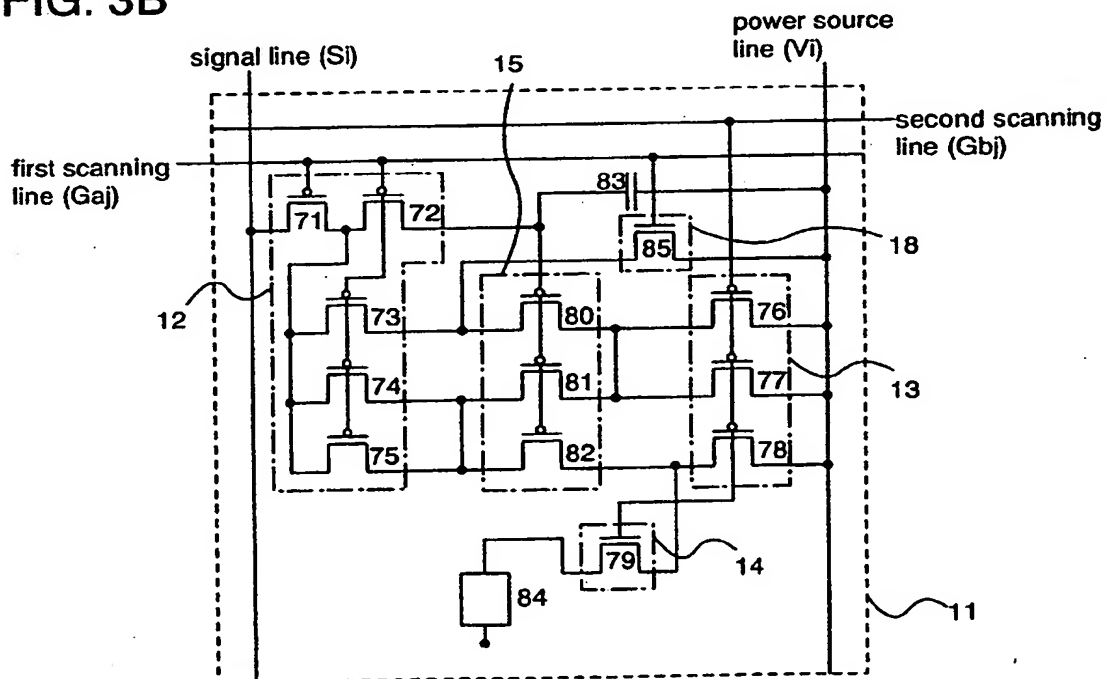 FIG. 3B
power source
line (Vi)
signal line (Si)
15
second scanning
line (Gbj)
first scanning
line (Gaj)
83
71
72
85
18
12
73
80
76
74
81
77
13
75
82
78
79
14
84
11